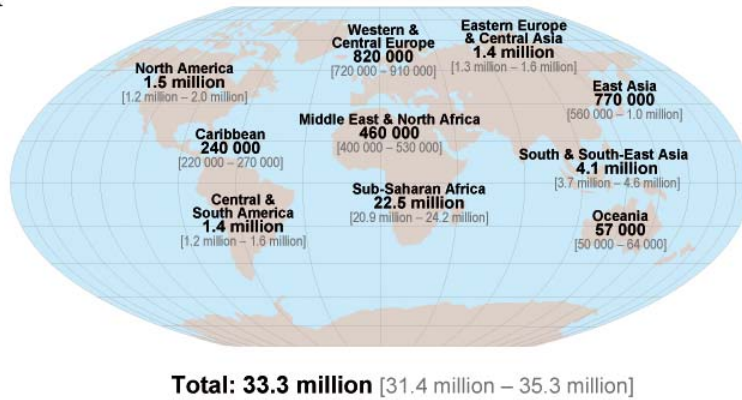 Western &
Central Europe
820 000
[720 000 – 910 000]
Eastern Europe
& Central Asia
1.4 million
[1.3 million – 1.6 million]
North America
1.5 million
[1.2 million – 2.0 million]
East Asia
770 000
[560 000 – 1.0 million]
Caribbean
240 000
[220 000 – 270 000]
Middle East & North Africa
460 000
[400 000 – 530 000]
South & South-East Asia
4.1 million
[3.7 million – 4.6 million]
Central &
South America
1.4 million
[1.2 million – 1.6 million]
Sub-Saharan Africa
22.5 million
[20.9 million – 24.2 million]
Oceania
57 000
[50 000 – 64 000]
Total: 33.3 million [31.4 million – 35.3 million]